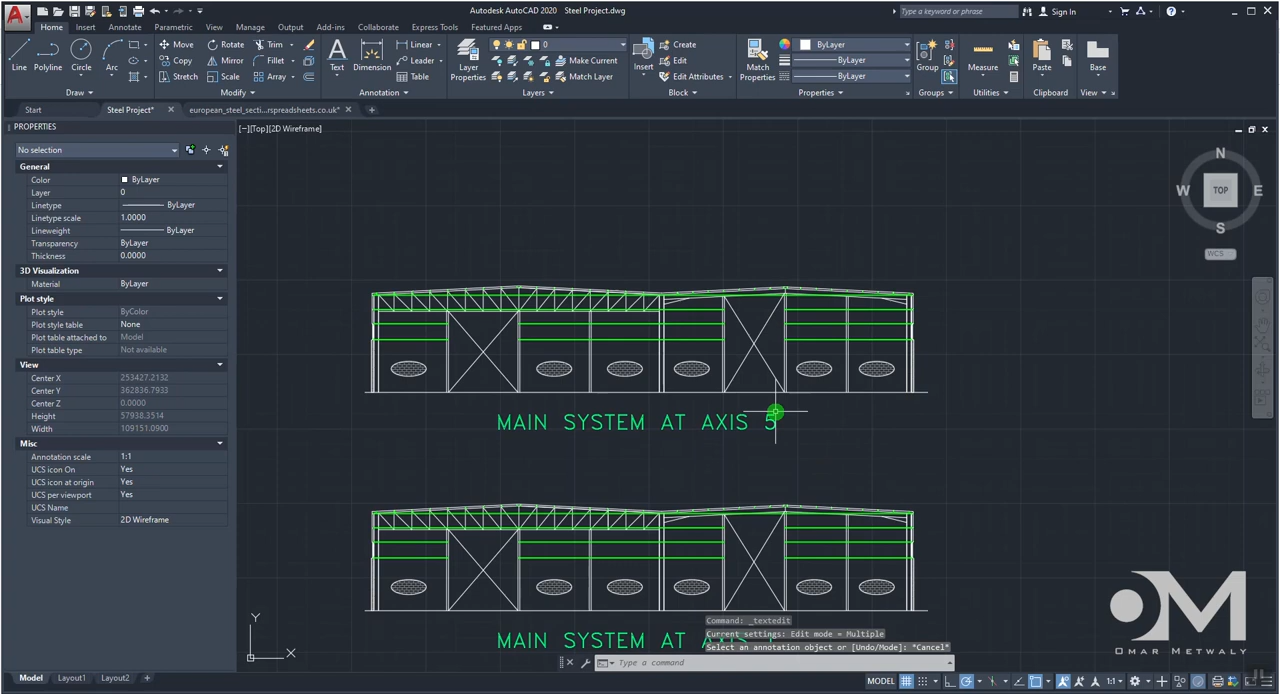 Autodesk AutoCAD 2020 Steel Project.dwg
Type a keyword or phrase
Sign In
Home Insert Annotate Parametric View Manage Output Add-ins Collaborate Express Tools Featured Apps
Line Polyline Circle Arc
Move Rotate Trim
Copy Mirror Fillet
Stretch Scale Array
Text Dimension
Linear
Leader
Table
Layer Properties
0
Make Current
Match Layer
Insert
Create
Edit
Edit Attributes
Match Properties
ByLayer
ByLayer
ByLayer
Group
Measure
Paste
Base
Draw Modify Annotation Layers Block Properties Groups Utilities Clipboard View
Start Steel Project* european_steel_secti...rspreadsheets.co.uk*
PROPERTIES
[−][Top][2D Wireframe]
No selection
General
Color ByLayer
Layer 0
Linetype ByLayer
Linetype scale 1.0000
Lineweight ByLayer
Transparency ByLayer
Thickness 0.0000
3D Visualization
Material ByLayer
Plot style
Plot style ByColor
Plot style table None
Plot table attached to Model
Plot table type Not available
View
Center X 253427.2132
Center Y 362836.7931
Center Z 0.0000
Height 57938.3514
Width 109151.0900
Misc
Annotation scale 1:1
UCS icon On Yes
UCS icon at origin Yes
UCS per viewport Yes
UCS Name
Visual Style 2D Wireframe
N
W TOP E
S
WCS
MAIN SYSTEM AT AXIS 5
MAIN SYSTEM AT A
Command: _textedit
Current settings: Edit mode = Multiple
Select an annotation object or [Undo/Mode]: *Cancel*
Type a command
Y
X
OM
OMAR METWALY
Model Layout1 Layout2
MODEL
1:1